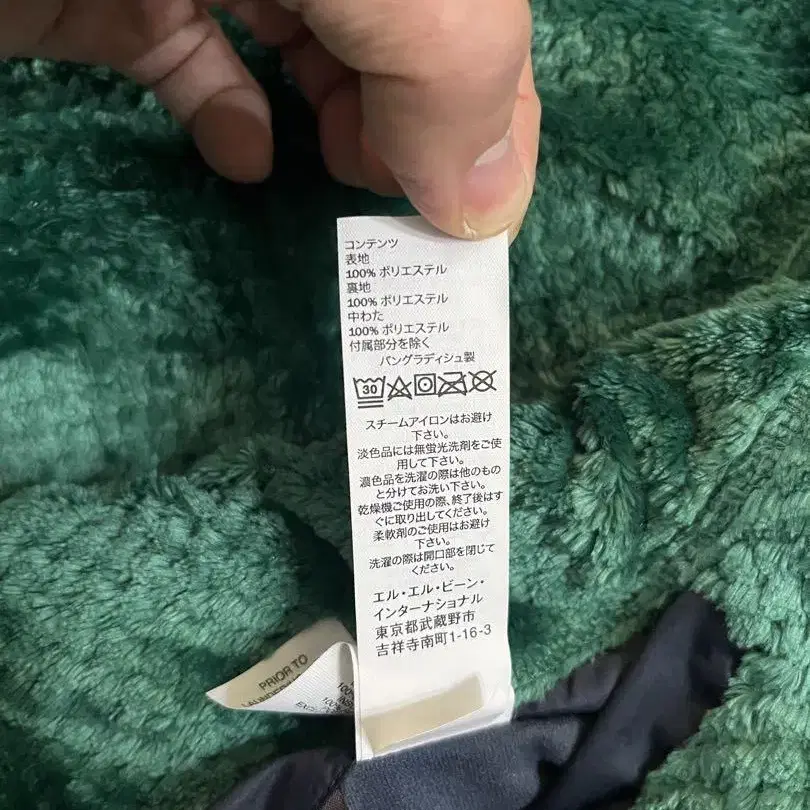 コンテンツ
表地
100% ポリエステル
裏地
100% ポリエステル
中わた
100% ポリエステル
付属部分を除く
バングラディシュ製
30
スチームアイロンはお避け
下さい。
淡色品には無蛍光洗剤をご使
用して下さい。
濃色品を洗濯の際は他のもの
と分けてお洗い下さい。
乾燥機ご使用の際、終了後はす
ぐに取り出してください。
柔軟剤のご使用はお避け
下さい。
洗濯の際は開口部を閉じて
ください。
エル・エル・ビーン・
インターナショナル
東京都武蔵野市
吉祥寺南町1-16-3
PRIOR TO